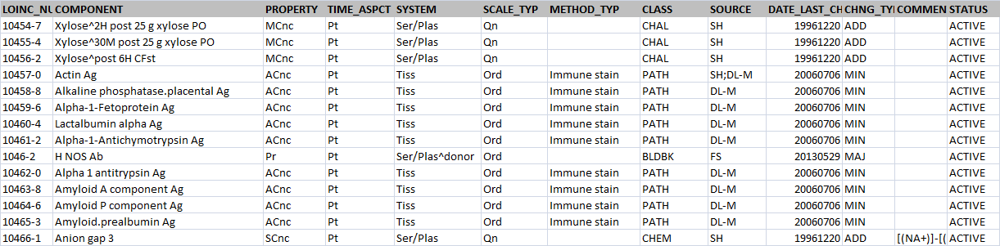 LOINC_NU COMPONENT PROPERTY TIME_ASPCT SYSTEM SCALE_TYP METHOD_TYP CLASS SOURCE DATE_LAST_CH CHNG_TYI COMMEN STATUS
10454-7 Xylose^2H post 25 g xylose PO MCnc Pt Ser/Plas Qn CHAL SH 19961220 ADD ACTIVE
10455-4 Xylose^30M post 25 g xylose PO MCnc Pt Ser/Plas Qn CHAL SH 19961220 ADD ACTIVE
10456-2 Xylose^post 6H CFst MCnc Pt Ser/Plas Qn CHAL SH 19961220 ADD ACTIVE
10457-0 Actin Ag ACnc Pt Tiss Ord Immune stain PATH SH;DL-M 20060706 MIN ACTIVE
10458-8 Alkaline phosphatase.placental Ag ACnc Pt Tiss Ord Immune stain PATH DL-M 20060706 MIN ACTIVE
10459-6 Alpha-1-Fetoprotein Ag ACnc Pt Tiss Ord Immune stain PATH DL-M 20060706 MIN ACTIVE
10460-4 Lactalbumin alpha Ag ACnc Pt Tiss Ord Immune stain PATH DL-M 20060706 MIN ACTIVE
10461-2 Alpha-1-Antichymotrypsin Ag ACnc Pt Tiss Ord Immune stain PATH DL-M 20060706 MIN ACTIVE
1046-2 H NOS Ab Pr Pt Ser/Plas^donor Ord BLDBK FS 20130529 MAJ ACTIVE
10462-0 Alpha 1 antitrypsin Ag ACnc Pt Tiss Ord Immune stain PATH DL-M 20060706 MIN ACTIVE
10463-8 Amyloid A component Ag ACnc Pt Tiss Ord Immune stain PATH DL-M 20060706 MIN ACTIVE
10464-6 Amyloid P component Ag ACnc Pt Tiss Ord Immune stain PATH DL-M 20060706 MIN ACTIVE
10465-3 Amyloid.prealbumin Ag ACnc Pt Tiss Ord Immune stain PATH DL-M 20060706 MIN ACTIVE
10466-1 Anion gap 3 SCnc Pt Ser/Plas Qn CHEM SH 19961220 ADD [(NA+)]-[( ACTIVE